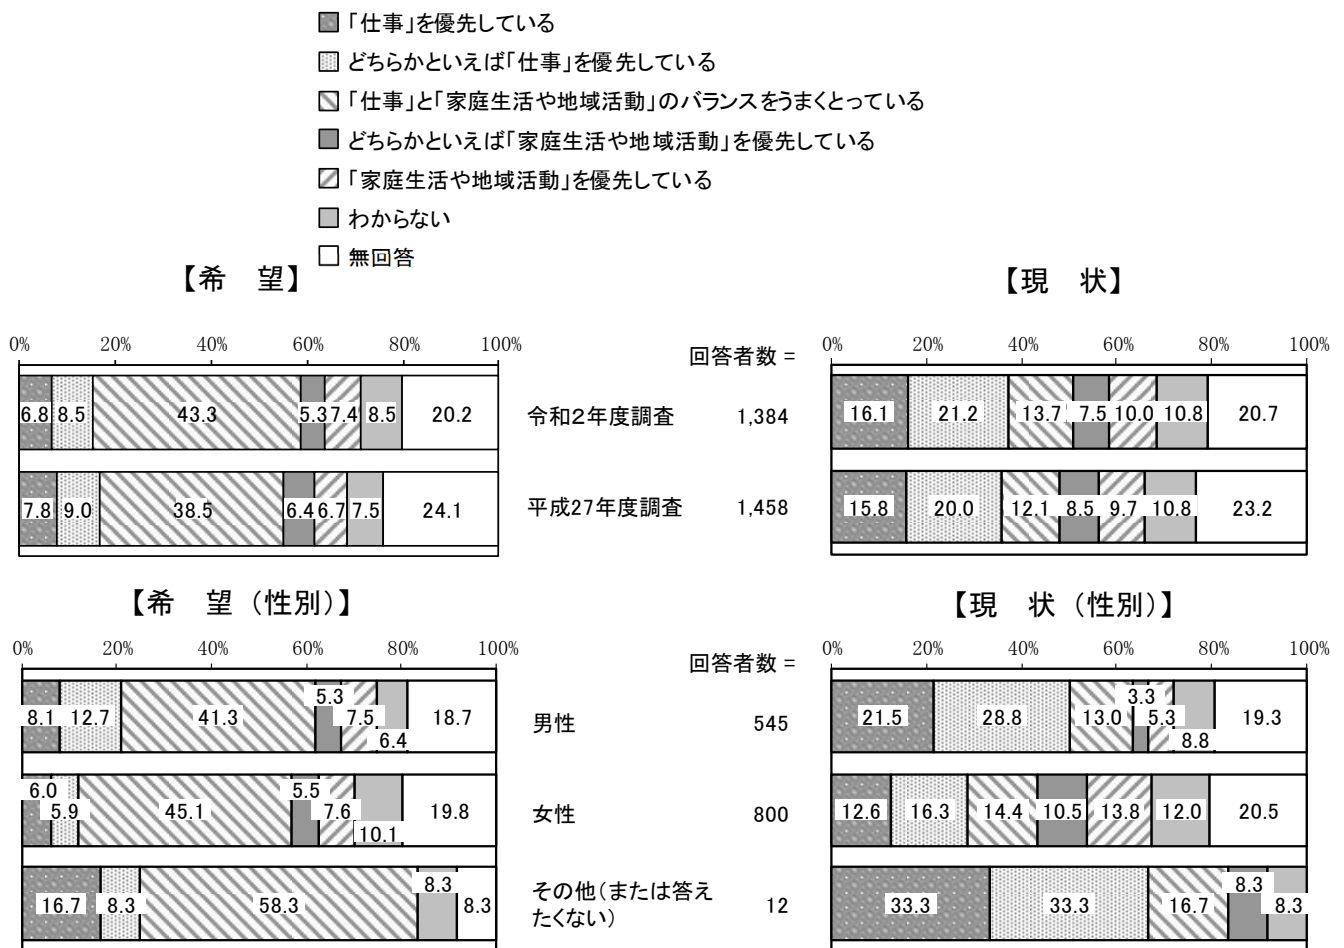 「仕事」を優先している
どちらかといえば「仕事」を優先している
「仕事」と「家庭生活や地域活動」のバランスをうまくとっている
どちらかといえば「家庭生活や地域活動」を優先している
「家庭生活や地域活動」を優先している
わからない
無回答
【希　望】
【現　状】
0% 20% 40% 60% 80% 100%
回答者数 =
0% 20% 40% 60% 80% 100%
6.8 8.5 43.3 5.3 7.4 8.5 20.2
令和2年度調査 1,384
16.1 21.2 13.7 7.5 10.0 10.8 20.7
7.8 9.0 38.5 6.4 6.7 7.5 24.1
平成27年度調査 1,458
15.8 20.0 12.1 8.5 9.7 10.8 23.2
【希　望（性別）】
【現　状（性別）】
0% 20% 40% 60% 80% 100%
回答者数 =
0% 20% 40% 60% 80% 100%
8.1 12.7 41.3 5.3 7.5 6.4 18.7
男性 545
21.5 28.8 13.0 3.3 5.3 8.8 19.3
6.0 5.9 45.1 5.5 7.6 10.1 19.8
女性 800
12.6 16.3 14.4 10.5 13.8 12.0 20.5
16.7 8.3 58.3 8.3 8.3
その他（または答え
たくない） 12
33.3 33.3 16.7 8.3 8.3